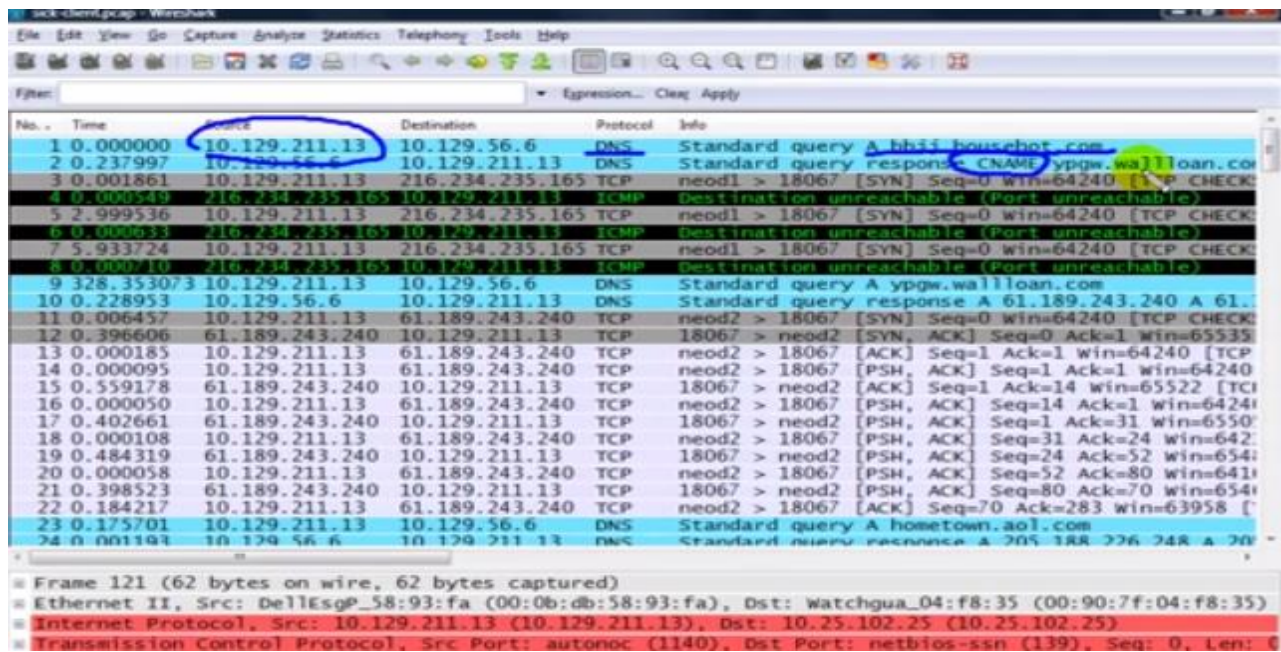 sick-client.pcap - Wireshark
File Edit View Go Capture Analyze Statistics Telephony Tools Help
Filter: Expression... Clear Apply
No. . Time Source Destination Protocol Info
1 0.000000 10.129.211.13 10.129.56.6 DNS Standard query A bbjj.househot.com
2 0.237997 10.129.56.6 10.129.211.13 DNS Standard query response CNAME ypgw.wallloan.com
3 0.001861 10.129.211.13 216.234.235.165 TCP neod1 > 18067 [SYN] Seq=0 Win=64240 [TCP CHECK
4 0.000549 216.234.235.165 10.129.211.13 ICMP Destination unreachable (Port unreachable)
5 2.999536 10.129.211.13 216.234.235.165 TCP neod1 > 18067 [SYN] Seq=0 Win=64240 [TCP CHECK
6 0.000633 216.234.235.165 10.129.211.13 ICMP Destination unreachable (Port unreachable)
7 5.933724 10.129.211.13 216.234.235.165 TCP neod1 > 18067 [SYN] Seq=0 Win=64240 [TCP CHECK
8 0.000710 216.234.235.165 10.129.211.13 ICMP Destination unreachable (Port unreachable)
9 328.353073 10.129.211.13 10.129.56.6 DNS Standard query A ypgw.wallloan.com
10 0.228953 10.129.56.6 10.129.211.13 DNS Standard query response A 61.189.243.240 A 61.
11 0.006457 10.129.211.13 61.189.243.240 TCP neod2 > 18067 [SYN] Seq=0 Win=64240 [TCP CHECK
12 0.396606 61.189.243.240 10.129.211.13 TCP 18067 > neod2 [SYN, ACK] Seq=0 Ack=1 Win=65535
13 0.000185 10.129.211.13 61.189.243.240 TCP neod2 > 18067 [ACK] Seq=1 Ack=1 Win=64240 [TCP
14 0.000095 10.129.211.13 61.189.243.240 TCP neod2 > 18067 [PSH, ACK] Seq=1 Ack=1 Win=64240
15 0.559178 61.189.243.240 10.129.211.13 TCP 18067 > neod2 [ACK] Seq=1 Ack=14 Win=65522 [TC
16 0.000050 10.129.211.13 61.189.243.240 TCP neod2 > 18067 [PSH, ACK] Seq=14 Ack=1 Win=6424
17 0.402661 61.189.243.240 10.129.211.13 TCP 18067 > neod2 [PSH, ACK] Seq=1 Ack=31 Win=6550
18 0.000108 10.129.211.13 61.189.243.240 TCP neod2 > 18067 [PSH, ACK] Seq=31 Ack=24 Win=642
19 0.484319 61.189.243.240 10.129.211.13 TCP 18067 > neod2 [PSH, ACK] Seq=24 Ack=52 Win=654
20 0.000058 10.129.211.13 61.189.243.240 TCP neod2 > 18067 [PSH, ACK] Seq=52 Ack=80 Win=641
21 0.398523 61.189.243.240 10.129.211.13 TCP 18067 > neod2 [PSH, ACK] Seq=80 Ack=70 Win=654
22 0.184217 10.129.211.13 61.189.243.240 TCP neod2 > 18067 [ACK] Seq=70 Ack=283 Win=63958 [
23 0.175701 10.129.211.13 10.129.56.6 DNS Standard query A hometown.aol.com
24 0.001193 10.129.56.6 10.129.211.13 DNS Standard query response A 205.188.226.248 A 20
Frame 121 (62 bytes on wire, 62 bytes captured)
Ethernet II, Src: DellEsgP_58:93:fa (00:0b:db:58:93:fa), Dst: Watchgua_04:f8:35 (00:90:7f:04:f8:35)
Internet Protocol, Src: 10.129.211.13 (10.129.211.13), Dst: 10.25.102.25 (10.25.102.25)
Transmission Control Protocol, Src Port: autonoc (1140), Dst Port: netbios-ssn (139), Seq: 0, Len: